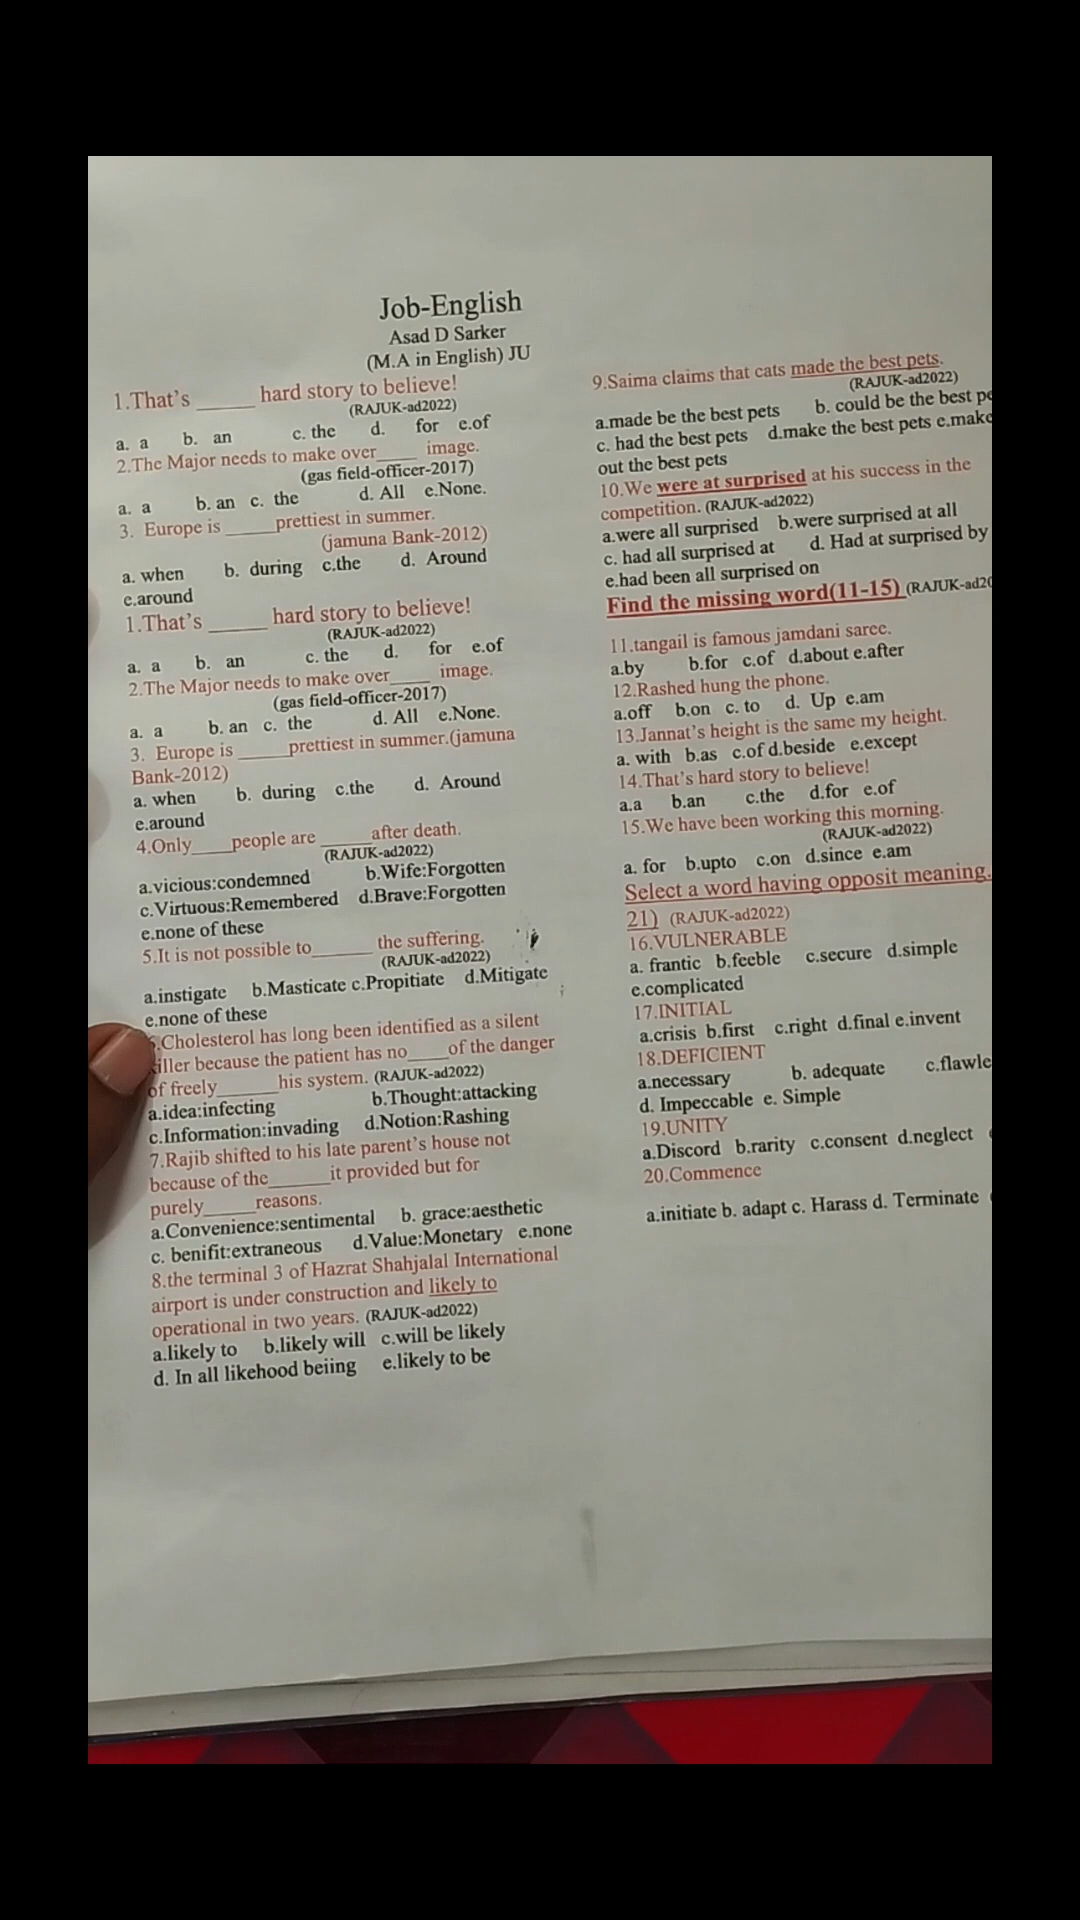 Job-English
Asad D Sarker
(M.A in English) JU
1.That's _____ hard story to believe!
(RAJUK-ad2022)
a. a b. an c. the d. for e.of
2.The Major needs to make over____ image.
(gas field-officer-2017)
a. a b. an c. the d. All e.None.
3. Europe is _____prettiest in summer.
(jamuna Bank-2012)
a. when b. during c.the d. Around
e.around
1.That's _____ hard story to believe!
(RAJUK-ad2022)
a. a b. an c. the d. for e.of
2.The Major needs to make over____ image.
(gas field-officer-2017)
a. a b. an c. the d. All e.None.
3. Europe is _____prettiest in summer.(jamuna
Bank-2012)
a. when b. during c.the d. Around
e.around
4.Only____people are _____after death.
(RAJUK-ad2022)
a.vicious:condemned b.Wife:Forgotten
c.Virtuous:Remembered d.Brave:Forgotten
e.none of these
5.It is not possible to______ the suffering.
(RAJUK-ad2022)
a.instigate b.Masticate c.Propitiate d.Mitigate
e.none of these
.Cholesterol has long been identified as a silent
iller because the patient has no____of the danger
of freely______his system. (RAJUK-ad2022)
a.idea:infecting b.Thought:attacking
c.Information:invading d.Notion:Rashing
7.Rajib shifted to his late parent's house not
because of the______it provided but for
purely_____reasons.
a.Convenience:sentimental b. grace:aesthetic
c. benifit:extraneous d.Value:Monetary e.none
8.the terminal 3 of Hazrat Shahjalal International
airport is under construction and likely to
operational in two years. (RAJUK-ad2022)
a.likely to b.likely will c.will be likely
d. In all likehood beiing e.likely to be
9.Saima claims that cats made the best pets.
(RAJUK-ad2022)
a.made be the best pets b. could be the best pe
c. had the best pets d.make the best pets e.make
out the best pets
10.We were at surprised at his success in the
competition. (RAJUK-ad2022)
a.were all surprised b.were surprised at all
c. had all surprised at d. Had at surprised by
e.had been all surprised on
Find the missing word(11-15) (RAJUK-ad20
11.tangail is famous jamdani saree.
a.by b.for c.of d.about e.after
12.Rashed hung the phone.
a.off b.on c. to d. Up e.am
13.Jannat's height is the same my height.
a. with b.as c.of d.beside e.except
14.That's hard story to believe!
a.a b.an c.the d.for e.of
15.We have been working this morning.
(RAJUK-ad2022)
a. for b.upto c.on d.since e.am
Select a word having opposit meaning.
21) (RAJUK-ad2022)
16.VULNERABLE
a. frantic b.feeble c.secure d.simple
e.complicated
17.INITIAL
a.crisis b.first c.right d.final e.invent
18.DEFICIENT
a.necessary b. adequate c.flawle
d. Impeccable e. Simple
19.UNITY
a.Discord b.rarity c.consent d.neglect
20.Commence
a.initiate b. adapt c. Harass d. Terminate